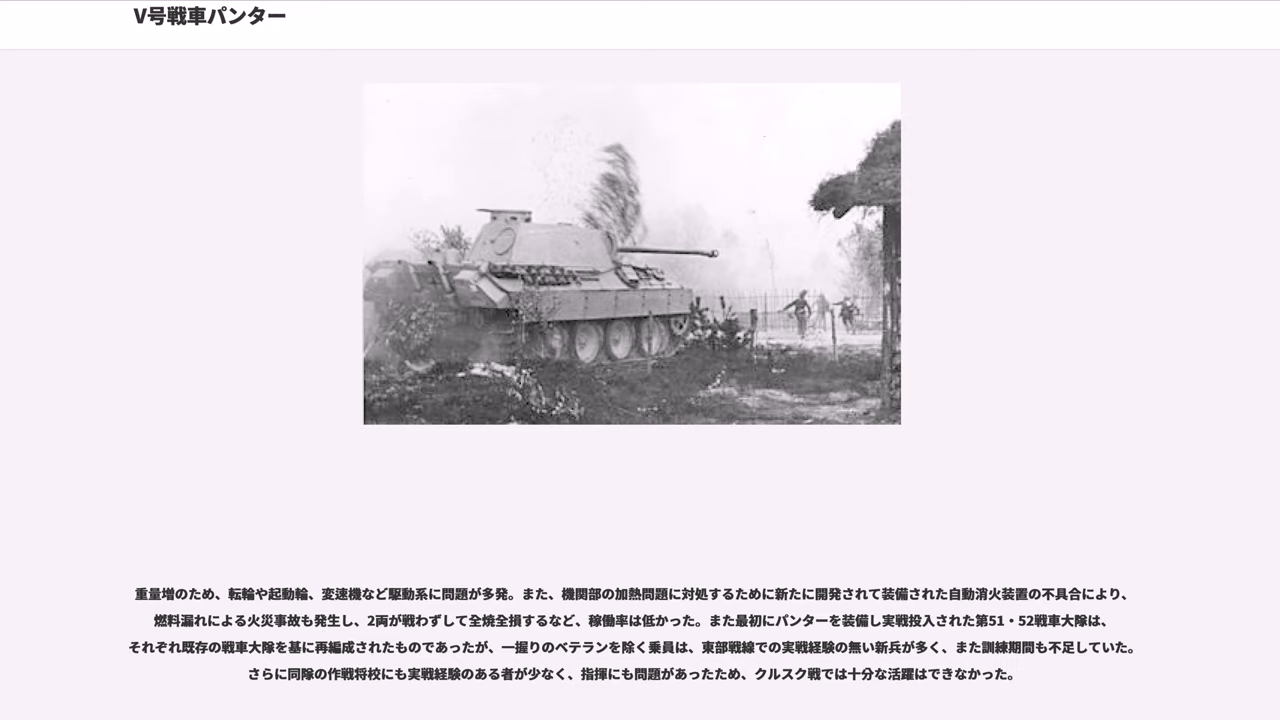 V号戦車パンター
重量増のため、転輪や起動輪、変速機など駆動系に問題が多発。また、機関部の加熱問題に対処するために新たに開発されて装備された自動消火装置の不具合により、
燃料漏れによる火災事故も発生し、2両が戦わずして全焼全損するなど、稼働率は低かった。また最初にパンターを装備し実戦投入された第51・52戦車大隊は、
それぞれ既存の戦車大隊を基に再編成されたものであったが、一握りのベテランを除く乗員は、東部戦線での実戦経験の無い新兵が多く、また訓練期間も不足していた。
さらに同隊の作戦将校にも実戦経験のある者が少なく、指揮にも問題があったため、クルスク戦では十分な活躍はできなかった。